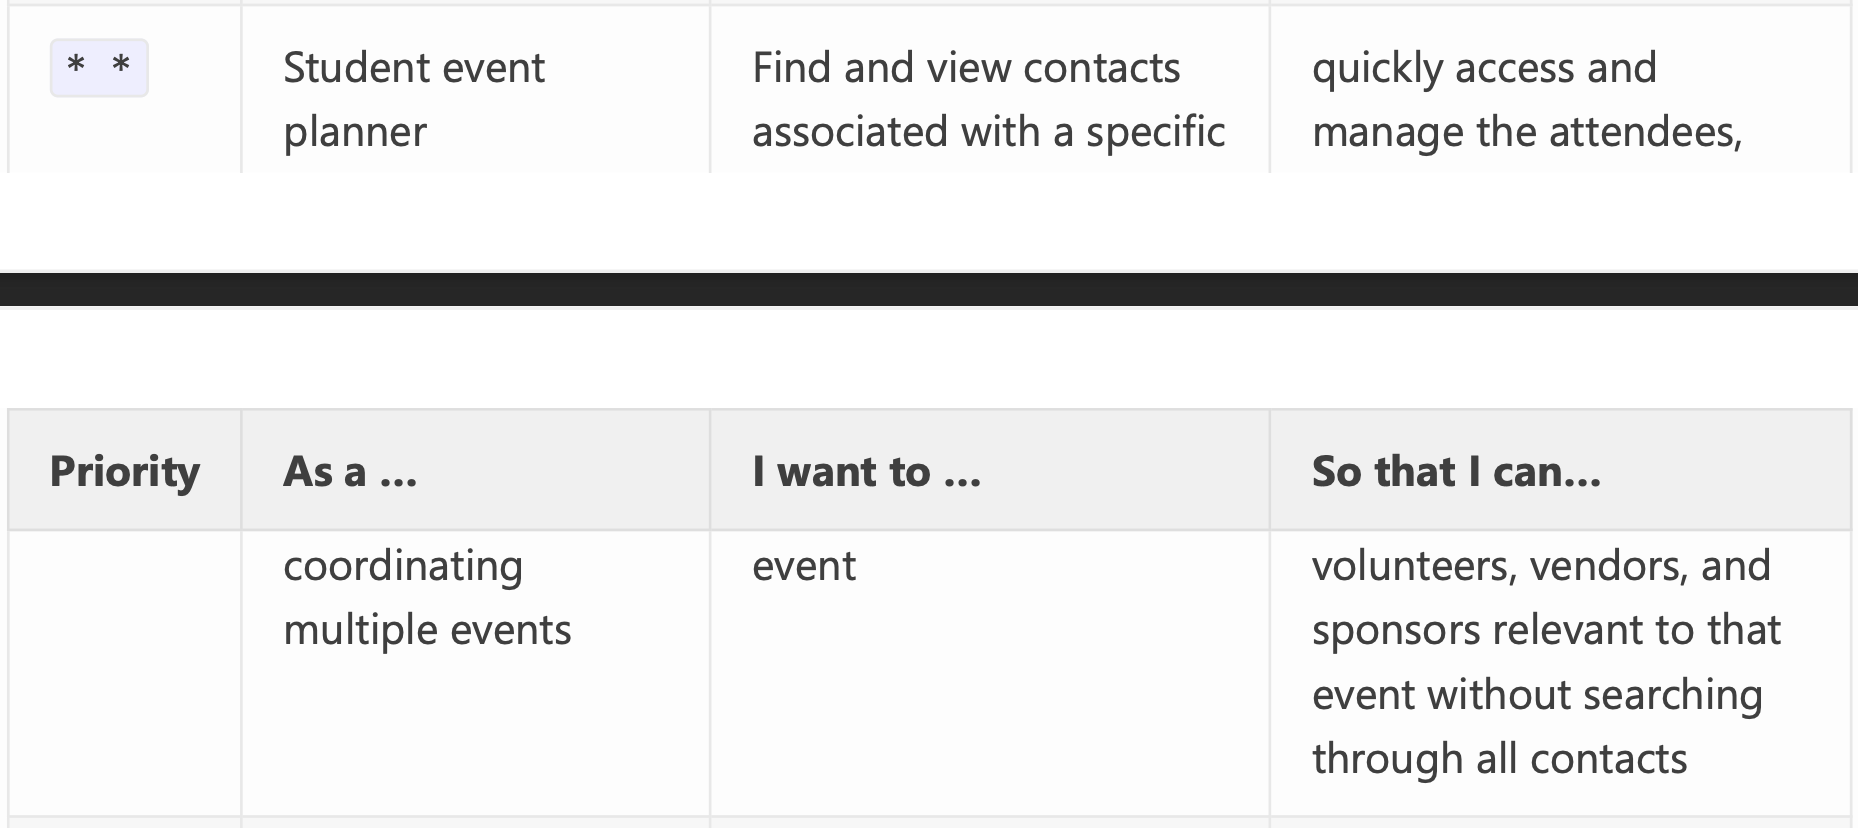 * *
Student event
planner
Find and view contacts
associated with a specific
quickly access and
manage the attendees,
Priority
As a ...
I want to ...
So that I can...
coordinating
multiple events
event
volunteers, vendors, and
sponsors relevant to that
event without searching
through all contacts